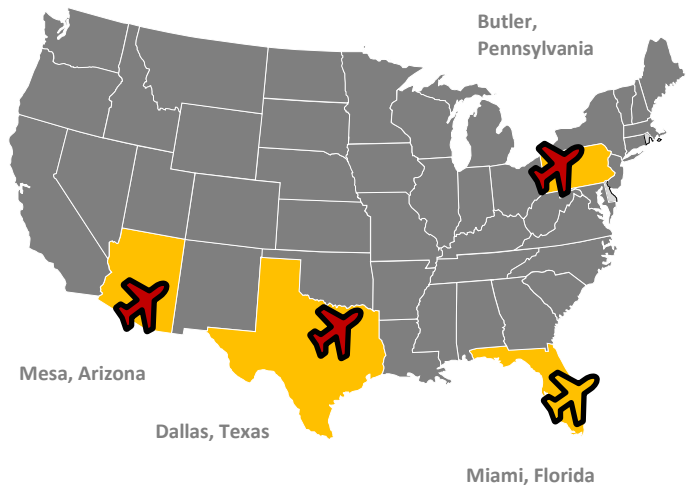 Butler,
Pennsylvania
Mesa, Arizona
Dallas, Texas
Miami, Florida